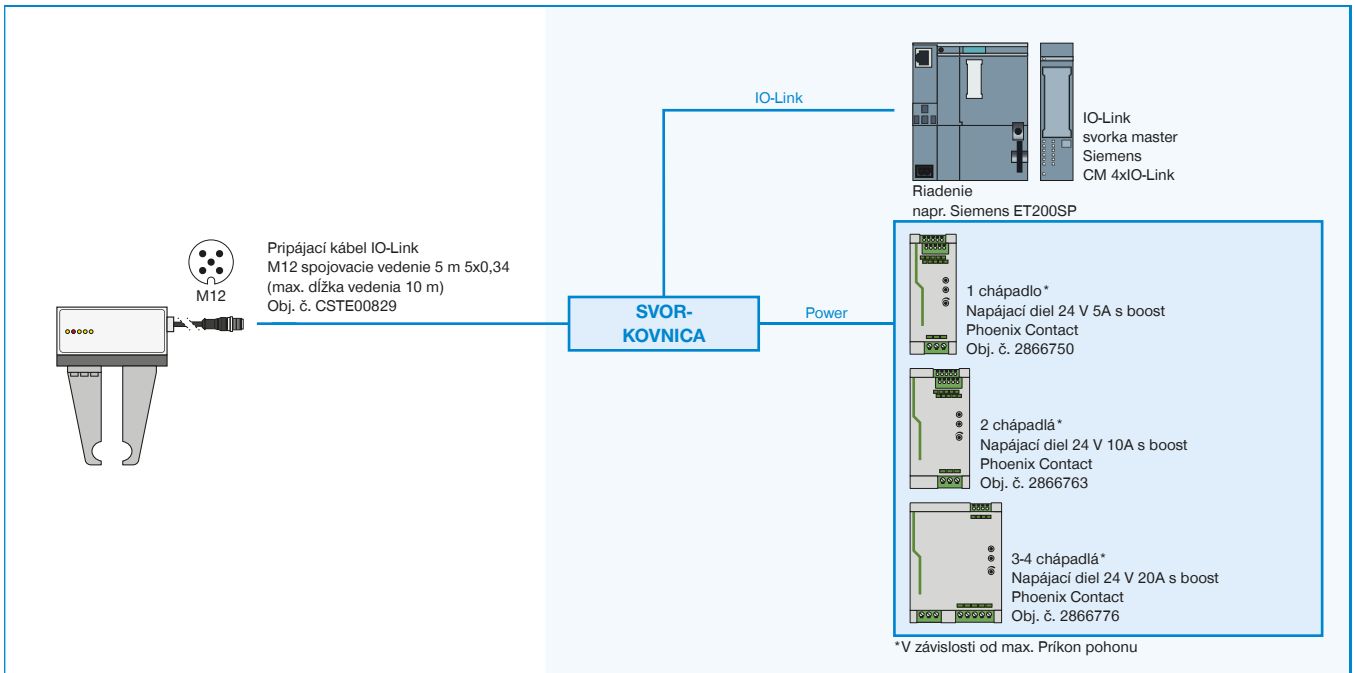 IO-Link
IO-Link
svorka master
Siemens
CM 4xIO-Link
Riadenie
napr. Siemens ET200SP
M12
Pripájací kábel IO-Link
M12 spojovacie vedenie 5 m 5x0,34
(max. dĺžka vedenia 10 m)
Obj. č. CSTE00829
SVOR-
KOVNICA
Power
1 chápadlo*
Napájací diel 24 V 5A s boost
Phoenix Contact
Obj. č. 2866750
2 chápadlá*
Napájací diel 24 V 10A s boost
Phoenix Contact
Obj. č. 2866763
3-4 chápadlá*
Napájací diel 24 V 20A s boost
Phoenix Contact
Obj. č. 2866776
*V závislosti od max. Príkon pohonu